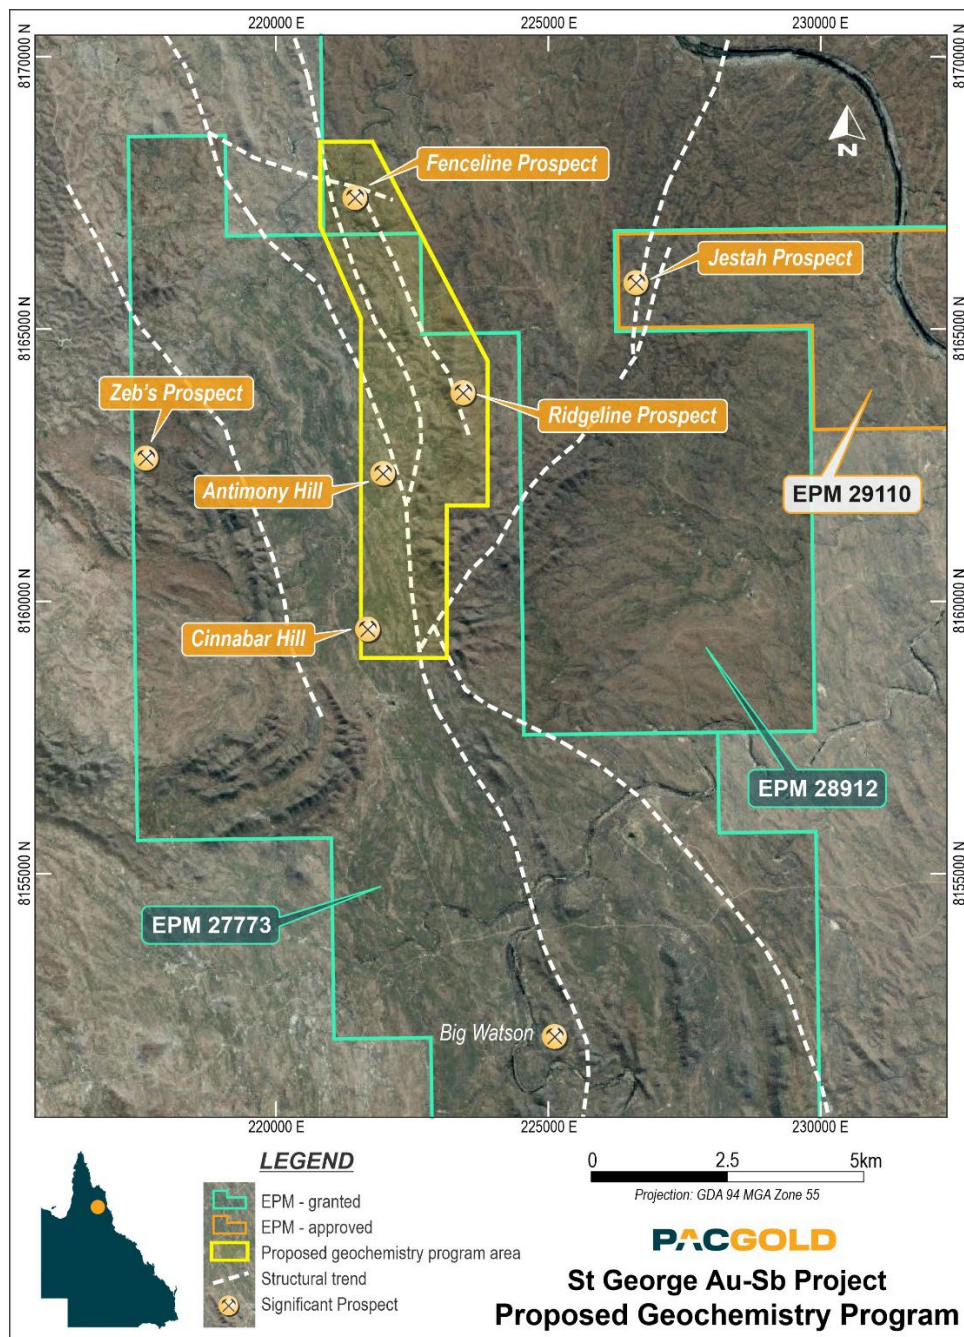 220000 E
225000 E
230000 E
8170000 N
8170000 N
N
Fenceline Prospect
Jestah Prospect
8165000 N
8165000 N
Zeb's Prospect
Ridgeline Prospect
Antimony Hill
EPM 29110
8160000 N
8160000 N
Cinnabar Hill
EPM 28912
8155000 N
8155000 N
EPM 27773
Big Watson
220000 E
225000 E
230000 E
LEGEND
EPM - granted
EPM - approved
Proposed geochemistry program area
Structural trend
Significant Prospect
0 2.5 5km
Projection: GDA 94 MGA Zone 55
PACGOLD
St George Au-Sb Project
Proposed Geochemistry Program